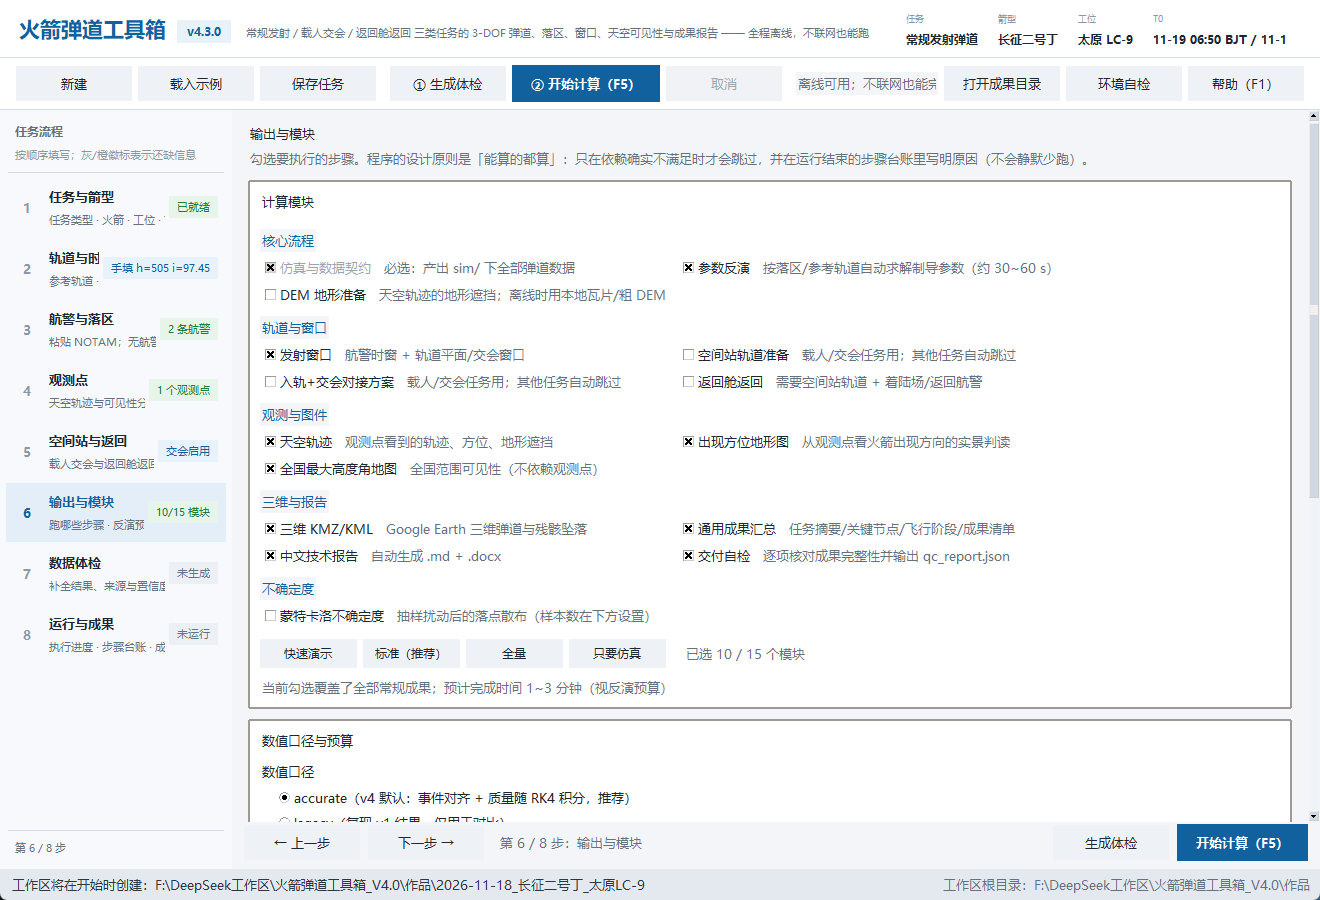 火箭弹道工具箱 v4.3.0 常规发射 / 载人交会 / 返回舱返回 三类任务的 3-DOF 弹道、落区、窗口、天空可见性与成果报告 —— 全程离线，不联网也能跑
任务 箭型 工位 T0
常规发射弹道 长征二号丁 太原 LC-9 11-19 06:50 BJT / 11-1
新建 载入示例 保存任务 ① 生成体检 ② 开始计算（F5） 取消 离线可用；不联网也能 打开成果目录 环境自检 帮助（F1）
任务流程
按顺序填写；灰/橙徽标表示还缺信息
1 任务与箭型 已就绪
任务类型 · 火箭 · 工位 ·
2 轨道与时 手填 h=505 i=97.45
参考轨道 ·
3 航警与落区 2 条航警
粘贴 NOTAM；无航警
4 观测点 1 个观测点
天空轨迹与可见性分
5 空间站与返回 交会启用
载人交会与返回舱返回
6 输出与模块 10/15 模块
跑哪些步骤 · 反演预
7 数据体检 未生成
补全结果、来源与置信度
8 运行与成果 未运行
执行进度 · 步骤台账 · 成
第 6 / 8 步
输出与模块
勾选要执行的步骤。程序的设计原则是「能算的都算」：只在依赖确实不满足时才会跳过，并在运行结束的步骤台账里写明原因（不会静默少跑）。
计算模块
核心流程
仿真与数据契约 必选：产出 sim/ 下全部弹道数据 参数反演 按落区/参考轨道自动求解制导参数（约 30~60 s）
DEM 地形准备 天空轨迹的地形遮挡；离线时用本地瓦片/粗 DEM
轨道与窗口
发射窗口 航警时窗 + 轨道平面/交会窗口 空间站轨道准备 载人/交会任务用；其他任务自动跳过
入轨+交会对接方案 载人/交会任务用；其他任务自动跳过 返回舱返回 需要空间站轨道 + 着陆场/返回航警
观测与图件
天空轨迹 观测点看到的轨迹、方位、地形遮挡 出现方位地形图 从观测点看火箭出现方向的实景判读
全国最大高度角地图 全国范围可见性（不依赖观测点）
三维与报告
三维 KMZ/KML Google Earth 三维弹道与残骸坠落 通用成果汇总 任务摘要/关键节点/飞行阶段/成果清单
中文技术报告 自动生成 .md + .docx 交付自检 逐项核对成果完整性并输出 qc_report.json
不确定度
蒙特卡洛不确定度 抽样扰动后的落点散布（样本数在下方设置）
快速演示 标准（推荐） 全量 只要仿真 已选 10 / 15 个模块
当前勾选覆盖了全部常规成果；预计完成时间 1~3 分钟（视反演预算）
数值口径与预算
数值口径
accurate（v4 默认：事件对齐 + 质量随 RK4 积分，推荐）
← 上一步 下一步 → 第 6 / 8 步：输出与模块 生成体检 开始计算（F5）
工作区将在开始时创建：F:\DeepSeek工作区\火箭弹道工具箱_V4.0\作品\2026-11-18_长征二号丁_太原LC-9 工作区根目录：F:\DeepSeek工作区\火箭弹道工具箱_V4.0\作品